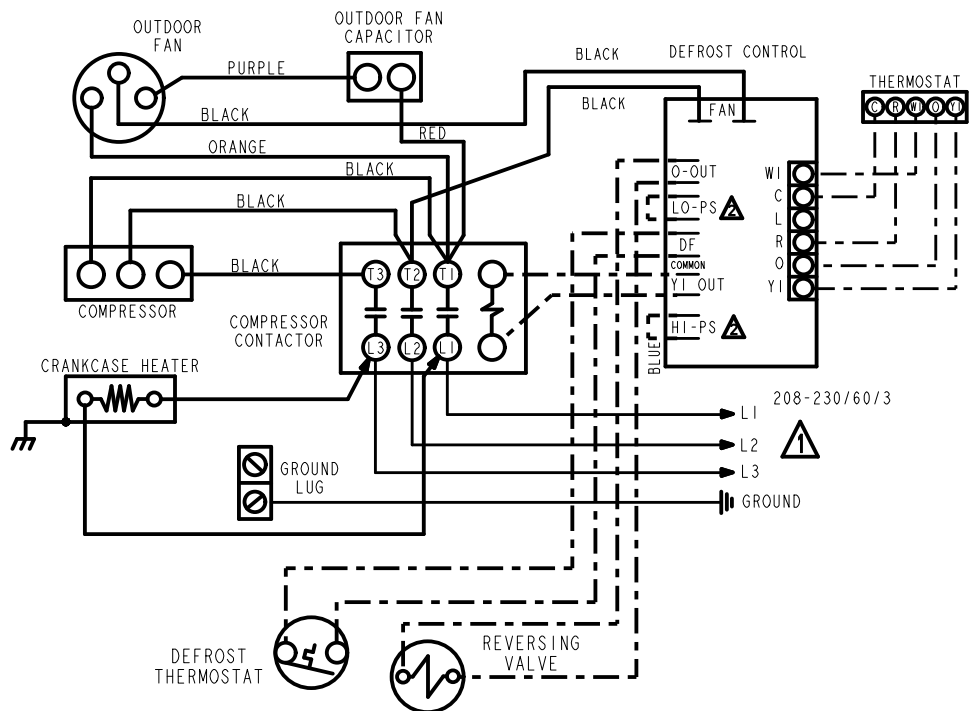 OUTDOOR
FAN
OUTDOOR FAN
CAPACITOR
BLACK
DEFROST CONTROL
PURPLE
THERMOSTAT
BLACK
FAN
C R W1 O Y1
BLACK
RED
ORANGE
BLACK
O-OUT
W1
C
BLACK
LO-PS 2
L
DF
R
COMMON
O
BLACK
T3 T2 T1
Y1 OUT
Y1
COMPRESSOR
COMPRESSOR
CONTACTOR
HI-PS 2
BLUE
L3 L2 L1
CRANKCASE HEATER
208-230/60/3
L1
1
L2
GROUND
LUG
L3
GROUND
REVERSING
VALVE
DEFROST
THERMOSTAT